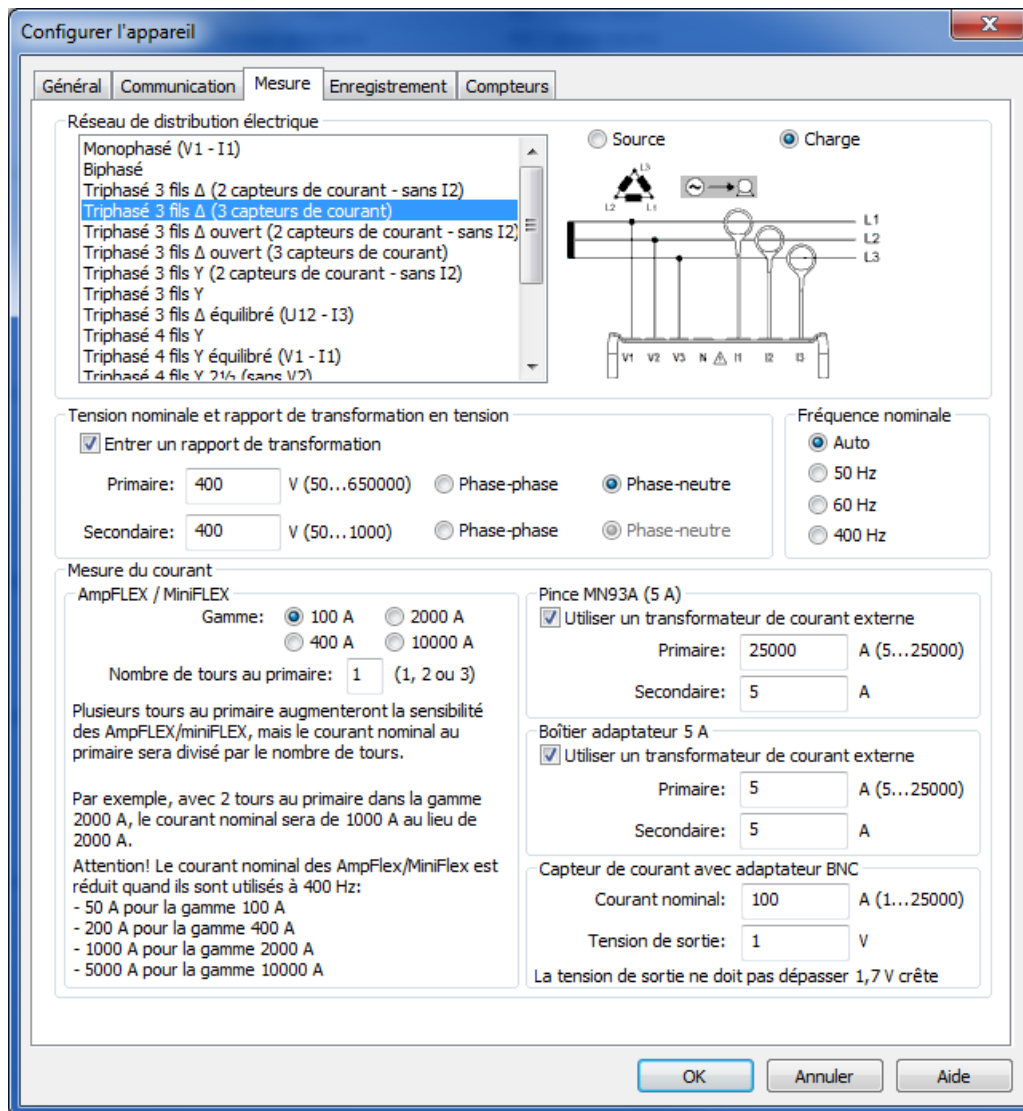 Configurer l'appareil
Général
Communication
Mesure
Enregistrement
Compteurs
Réseau de distribution électrique
Monophasé (V1 - I1)
Biphasé
Triphasé 3 fils Δ (2 capteurs de courant - sans I2)
Triphasé 3 fils Δ (3 capteurs de courant)
Triphasé 3 fils Δ ouvert (2 capteurs de courant - sans I2)
Triphasé 3 fils Δ ouvert (3 capteurs de courant)
Triphasé 3 fils Y (2 capteurs de courant - sans I2)
Triphasé 3 fils Y
Triphasé 3 fils Δ équilibré (U12 - I3)
Triphasé 4 fils Y
Triphasé 4 fils Y équilibré (V1 - I1)
Triphasé 4 fils Y 2½ (sans V2)
Source
Charge
L3
L2 L1
L1
L2
L3
V1 V2 V3 N I1 I2 I3
Tension nominale et rapport de transformation en tension
Entrer un rapport de transformation
Primaire: 400 V (50...650000) Phase-phase Phase-neutre
Secondaire: 400 V (50...1000) Phase-phase Phase-neutre
Fréquence nominale
Auto
50 Hz
60 Hz
400 Hz
Mesure du courant
AmpFLEX / MiniFLEX
Gamme: 100 A 2000 A
400 A 10000 A
Nombre de tours au primaire: 1 (1, 2 ou 3)
Plusieurs tours au primaire augmenteront la sensibilité
des AmpFLEX/miniFLEX, mais le courant nominal au
primaire sera divisé par le nombre de tours.
Par exemple, avec 2 tours au primaire dans la gamme
2000 A, le courant nominal sera de 1000 A au lieu de
2000 A.
Attention! Le courant nominal des AmpFlex/MiniFlex est
réduit quand ils sont utilisés à 400 Hz:
- 50 A pour la gamme 100 A
- 200 A pour la gamme 400 A
- 1000 A pour la gamme 2000 A
- 5000 A pour la gamme 10000 A
Pince MN93A (5 A)
Utiliser un transformateur de courant externe
Primaire: 25000 A (5...25000)
Secondaire: 5 A
Boîtier adaptateur 5 A
Utiliser un transformateur de courant externe
Primaire: 5 A (5...25000)
Secondaire: 5 A
Capteur de courant avec adaptateur BNC
Courant nominal: 100 A (1...25000)
Tension de sortie: 1 V
La tension de sortie ne doit pas dépasser 1,7 V crête
OK
Annuler
Aide